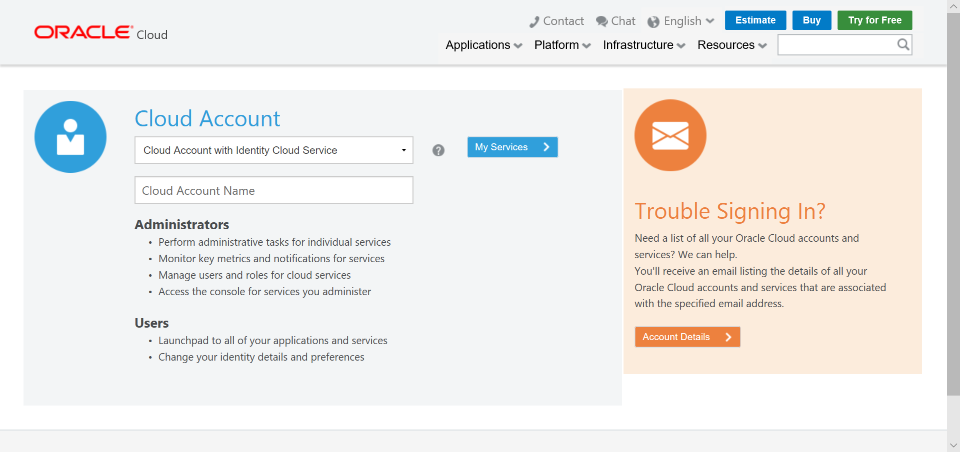 ORACLE Cloud
Contact Chat English Estimate Buy Try for Free
Applications Platform Infrastructure Resources
Cloud Account
Cloud Account with Identity Cloud Service
? My Services
Cloud Account Name
Administrators
• Perform administrative tasks for individual services
• Monitor key metrics and notifications for services
• Manage users and roles for cloud services
• Access the console for services you administer
Users
• Launchpad to all of your applications and services
• Change your identity details and preferences
Trouble Signing In?
Need a list of all your Oracle Cloud accounts and
services? We can help.
You'll receive an email listing the details of all your
Oracle Cloud accounts and services that are associated
with the specified email address.
Account Details